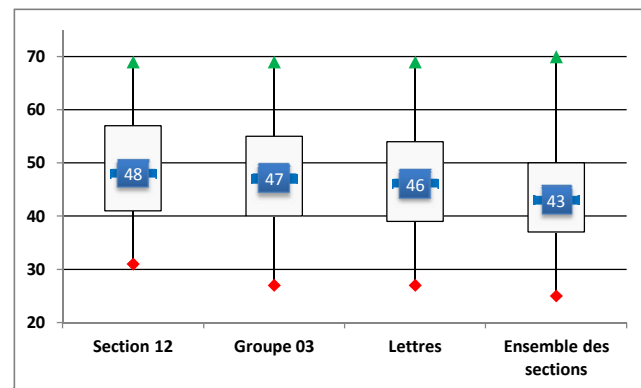 70
60
50
40
30
20
48
47
46
43
Section 12
Groupe 03
Lettres
Ensemble des
sections